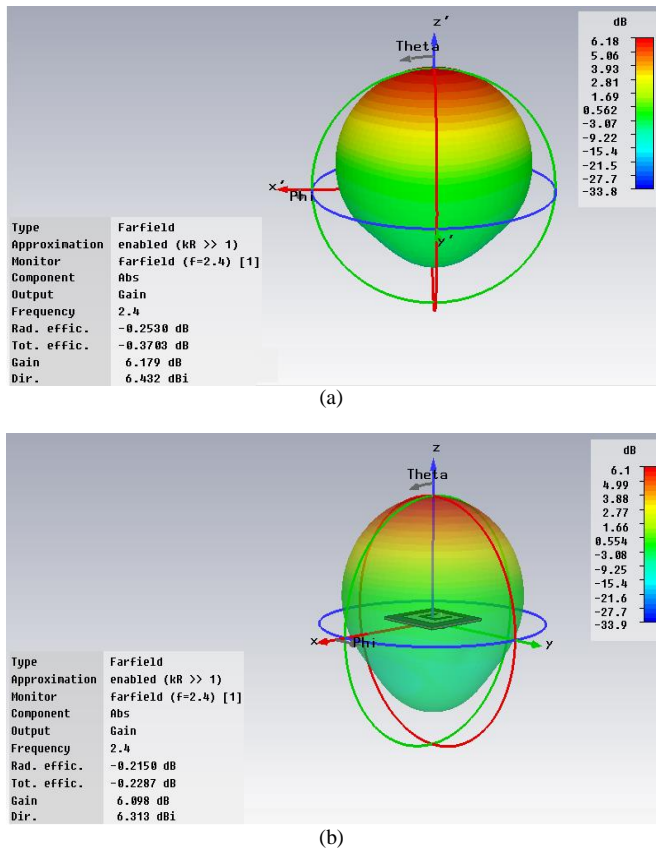 dB
z′
Theta
6.18
5.06
3.93
2.81
1.69
0.562
-3.07
-9.22
-15.4
-21.5
-27.7
-33.8
x′
Phi
y′
Type Farfield
Approximation enabled (kR >> 1)
Monitor farfield (f=2.4) [1]
Component Abs
Output Gain
Frequency 2.4
Rad. effic. -0.2530 dB
Tot. effic. -0.3703 dB
Gain 6.179 dB
Dir. 6.432 dBi
(a)
dB
z
Theta
6.1
4.99
3.88
2.77
1.66
0.554
-3.08
-9.25
-15.4
-21.6
-27.7
-33.9
x
Phi
y
Type Farfield
Approximation enabled (kR >> 1)
Monitor farfield (f=2.4) [1]
Component Abs
Output Gain
Frequency 2.4
Rad. effic. -0.2150 dB
Tot. effic. -0.2287 dB
Gain 6.098 dB
Dir. 6.313 dBi
(b)